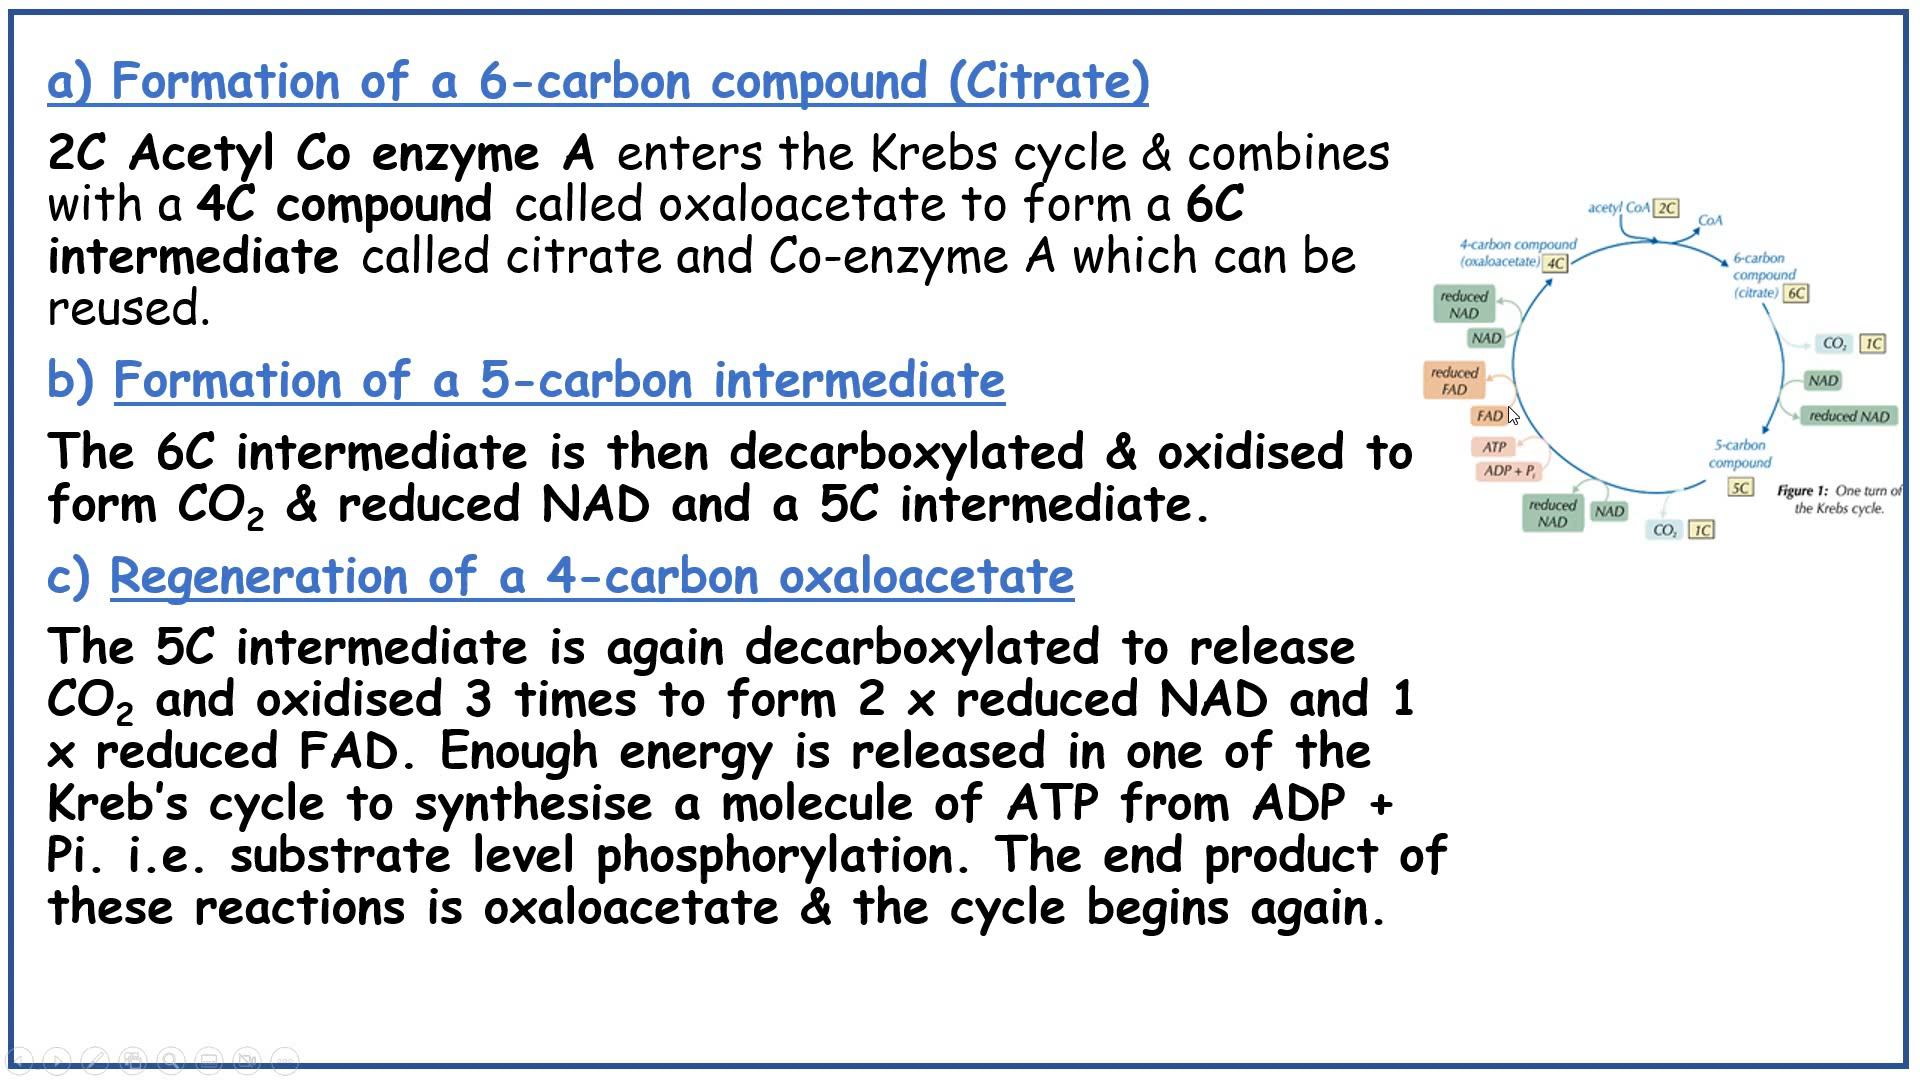 a) Formation of a 6-carbon compound (Citrate)
2C Acetyl Co enzyme A enters the Krebs cycle & combines
with a 4C compound called oxaloacetate to form a 6C
intermediate called citrate and Co-enzyme A which can be
reused.
b) Formation of a 5-carbon intermediate
The 6C intermediate is then decarboxylated & oxidised to
form CO₂ & reduced NAD and a 5C intermediate.
c) Regeneration of a 4-carbon oxaloacetate
The 5C intermediate is again decarboxylated to release
CO₂ and oxidised 3 times to form 2 x reduced NAD and 1
x reduced FAD. Enough energy is released in one of the
Kreb's cycle to synthesise a molecule of ATP from ADP +
Pi. i.e. substrate level phosphorylation. The end product of
these reactions is oxaloacetate & the cycle begins again.
acetyl CoA 2C
CoA
4-carbon compound
(oxaloacetate) 4C
6-carbon
compound
(citrate) 6C
reduced
NAD
NAD
CO₂ 1C
reduced
FAD
NAD
FAD
reduced NAD
ATP
ADP + Pᵢ
5-carbon
compound
5C
reduced
NAD
NAD
CO₂ 1C
Figure 1: One turn of
the Krebs cycle.